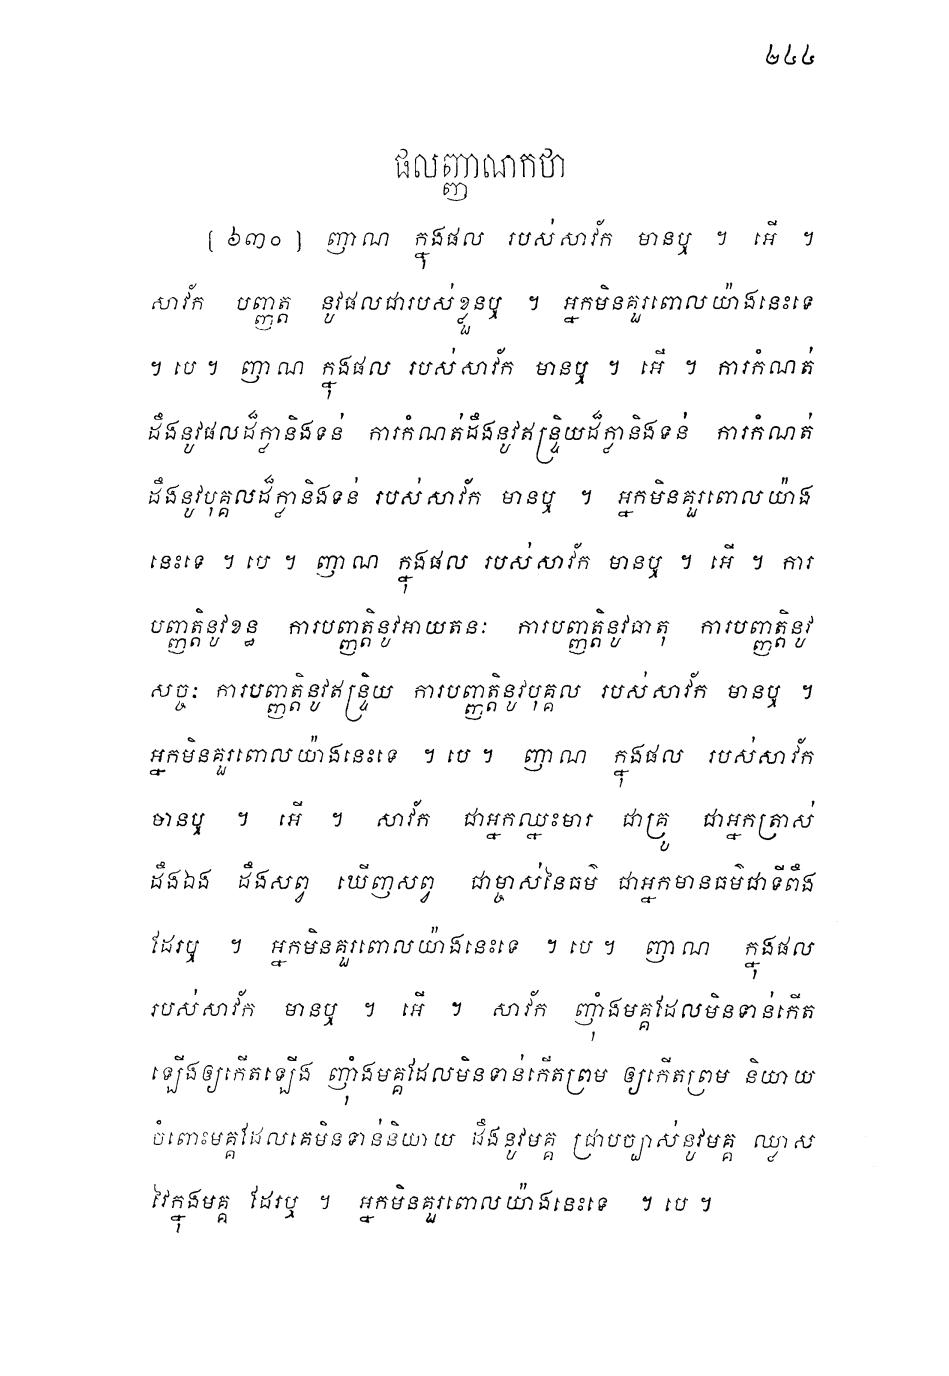 ២៤៤
ផលញ្ញាណកថា
[ ៦៣០ ] ញាណ ក្នុងផល របស់សាវ័ក មានឬ ។ អើ ។
សាវ័ក បញ្ញត្ត នូវផលជារបស់ខ្លួនឬ ។ អ្នកមិនគួរពោលយ៉ាងនេះទេ
។ បេ ។ ញាណ ក្នុងផល របស់សាវ័ក មានឬ ។ អើ ។ ការកំណត់
ដឹងនូវផលដ៏ក្លានិងទន់ ការកំណត់ដឹងនូវឥន្ទ្រិយដ៏ក្លានិងទន់ ការកំណត់
ដឹងនូវបុគ្គលដ៏ក្លានិងទន់ របស់សាវ័ក មានឬ ។ អ្នកមិនគួរពោលយ៉ាង
នេះទេ ។ បេ ។ ញាណ ក្នុងផល របស់សាវ័ក មានឬ ។ អើ ។ ការ
បញ្ញត្តិនូវខន្ធ ការបញ្ញត្តិនូវអាយតនៈ ការបញ្ញត្តិនូវធាតុ ការបញ្ញត្តិនូវ
សច្ចៈ ការបញ្ញត្តិនូវឥន្ទ្រិយ ការបញ្ញត្តិនូវបុគ្គល របស់សាវ័ក មានឬ ។
អ្នកមិនគួរពោលយ៉ាងនេះទេ ។ បេ ។ ញាណ ក្នុងផល របស់សាវ័ក
មានឬ ។ អើ ។ សាវ័ក ជាអ្នកឈ្នះមារ ជាគ្រូ ជាអ្នកត្រាស់
ដឹងឯង ដឹងសព្វ ឃើញសព្វ ជាម្ចាស់នៃធម៌ ជាអ្នកមានធម៌ជាទីពឹង
ដែរឬ ។ អ្នកមិនគួរពោលយ៉ាងនេះទេ ។ បេ ។ ញាណ ក្នុងផល
របស់សាវ័ក មានឬ ។ អើ ។ សាវ័ក ញុំាងមគ្គដែលមិនទាន់កើត
ឡើងឲ្យកើតឡើង ញុំាងមគ្គដែលមិនទាន់កើតព្រម ឲ្យកើតព្រម និយាយ
ចំពោះមគ្គដែលគេមិនទាន់និយាយ ដឹងនូវមគ្គ ជ្រាបច្បាស់នូវមគ្គ ឈ្លាស
វៃក្នុងមគ្គ ដែរឬ ។ អ្នកមិនគួរពោលយ៉ាងនេះទេ ។ បេ ។